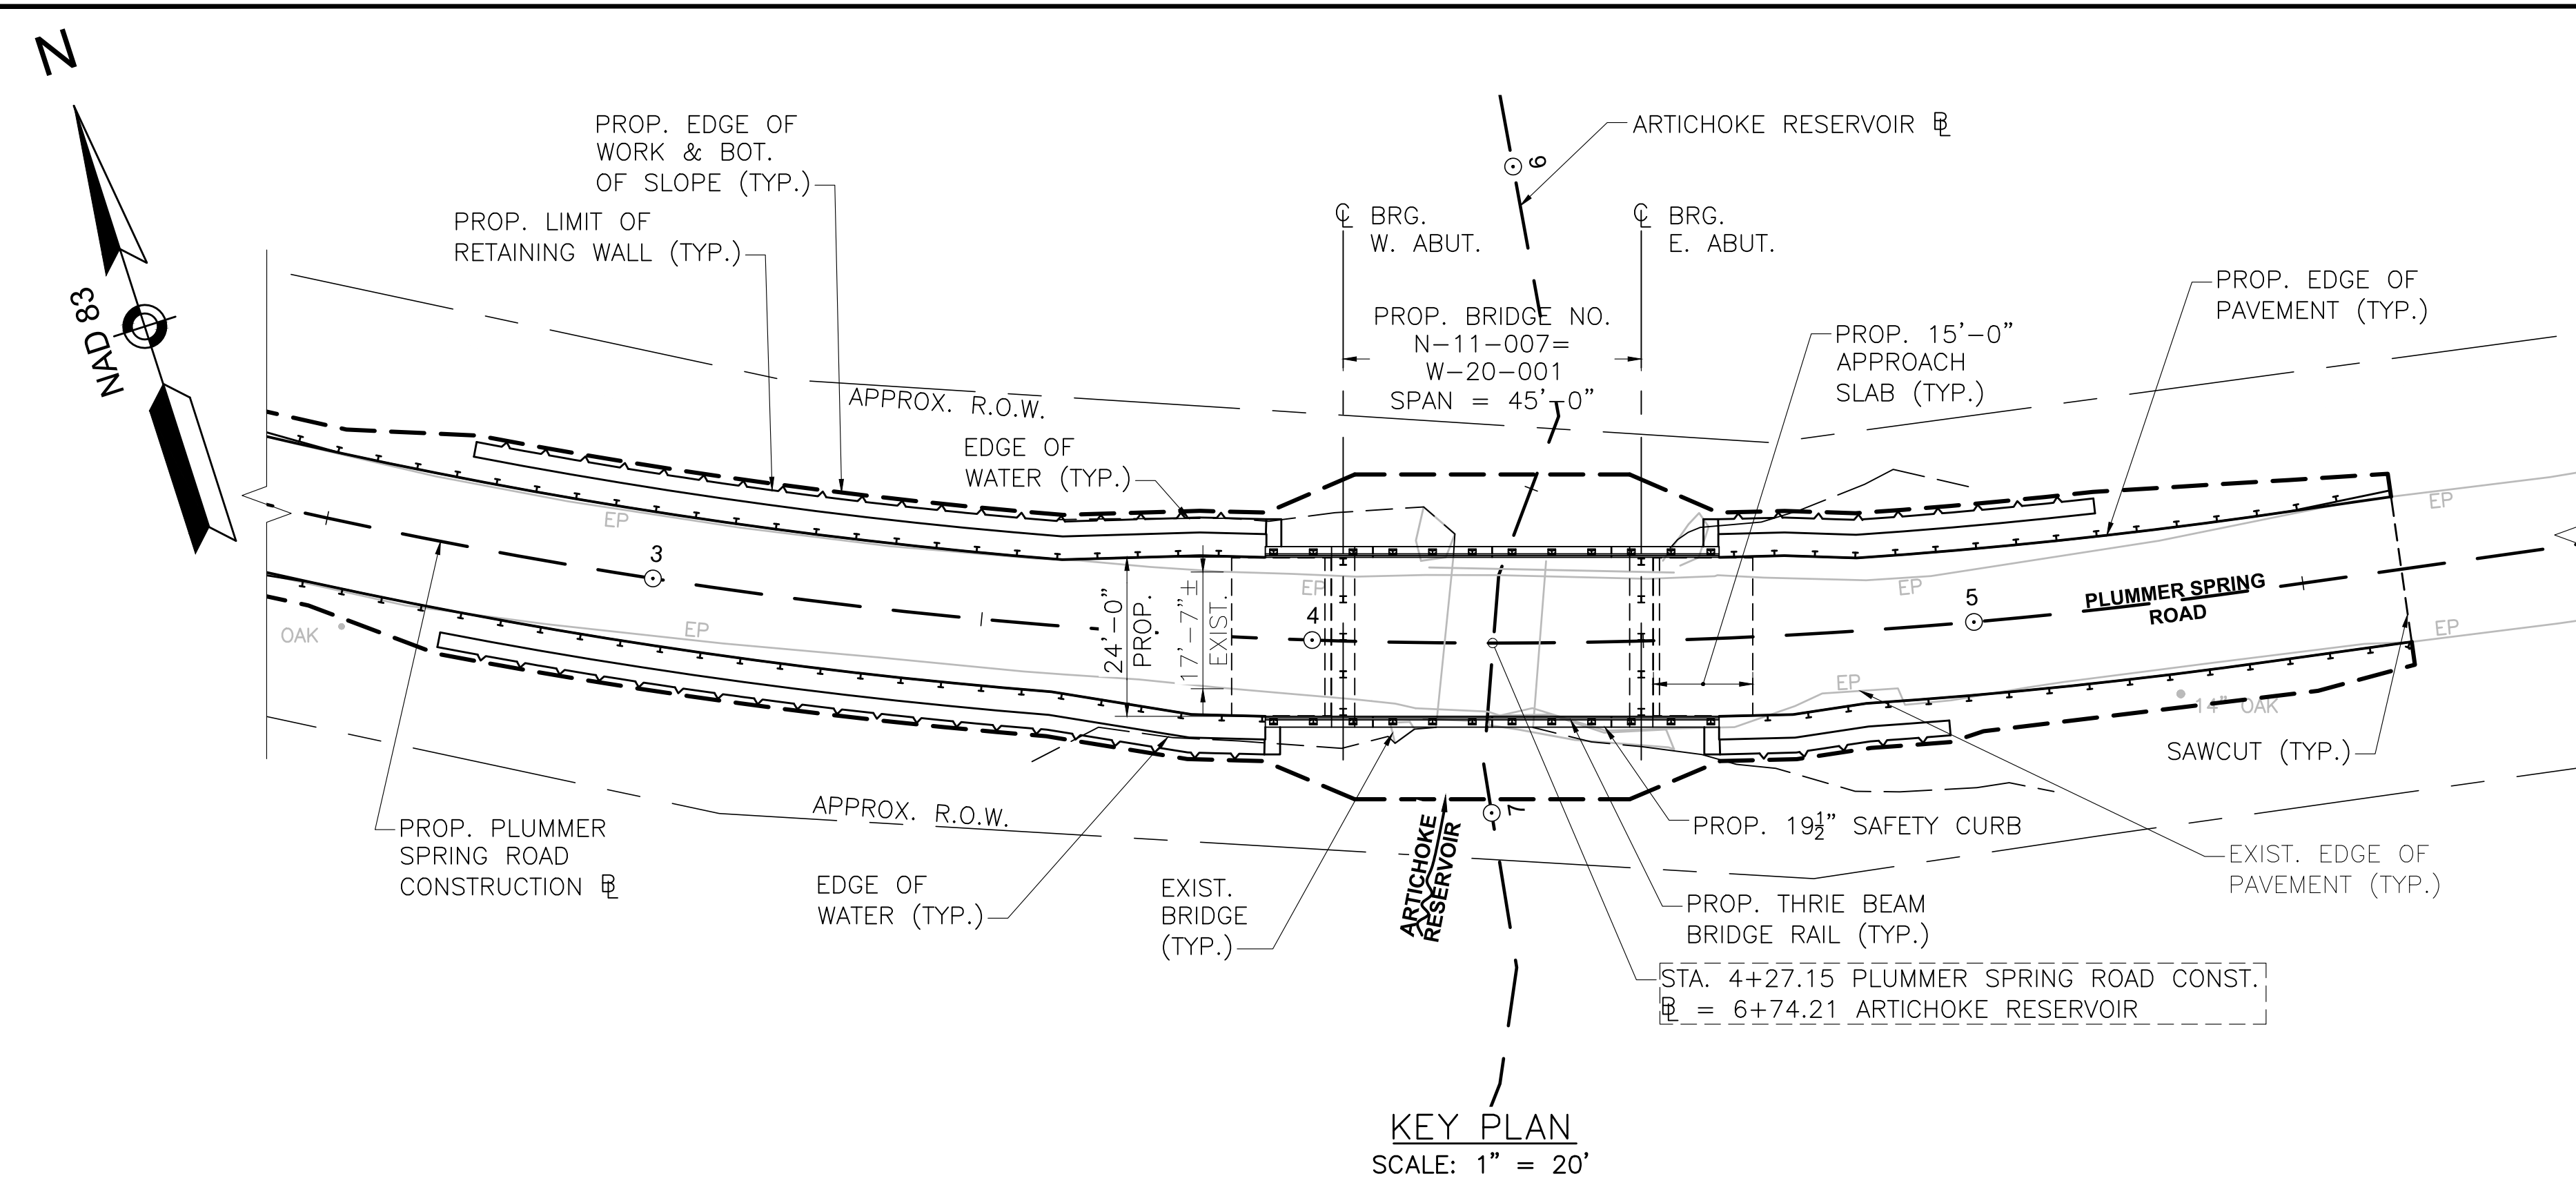 N
NAD 83
PROP. EDGE OF
WORK & BOT.
OF SLOPE (TYP.)
PROP. LIMIT OF
RETAINING WALL (TYP.)
ARTICHOKE RESERVOIR ⅊
6
℄ BRG.
W. ABUT.
℄ BRG.
E. ABUT.
PROP. BRIDGE NO.
N-11-007=
W-20-001
SPAN = 45'-0"
PROP. EDGE OF
PAVEMENT (TYP.)
PROP. 15'-0"
APPROACH
SLAB (TYP.)
APPROX. R.O.W.
EDGE OF
WATER (TYP.)
EP
EP
EP
EP
EP
EP
EP
OAK
3
4
5
24'-0"
PROP.
17'-7"±
EXIST.
PLUMMER SPRING
ROAD
14" OAK
SAWCUT (TYP.)
APPROX. R.O.W.
PROP. PLUMMER
SPRING ROAD
CONSTRUCTION ⅊
EDGE OF
WATER (TYP.)
EXIST.
BRIDGE
(TYP.)
ARTICHOKE
RESERVOIR
7
PROP. 19½" SAFETY CURB
EXIST. EDGE OF
PAVEMENT (TYP.)
PROP. THRIE BEAM
BRIDGE RAIL (TYP.)
STA. 4+27.15 PLUMMER SPRING ROAD CONST.
⅊ = 6+74.21 ARTICHOKE RESERVOIR
KEY PLAN
SCALE: 1" = 20'